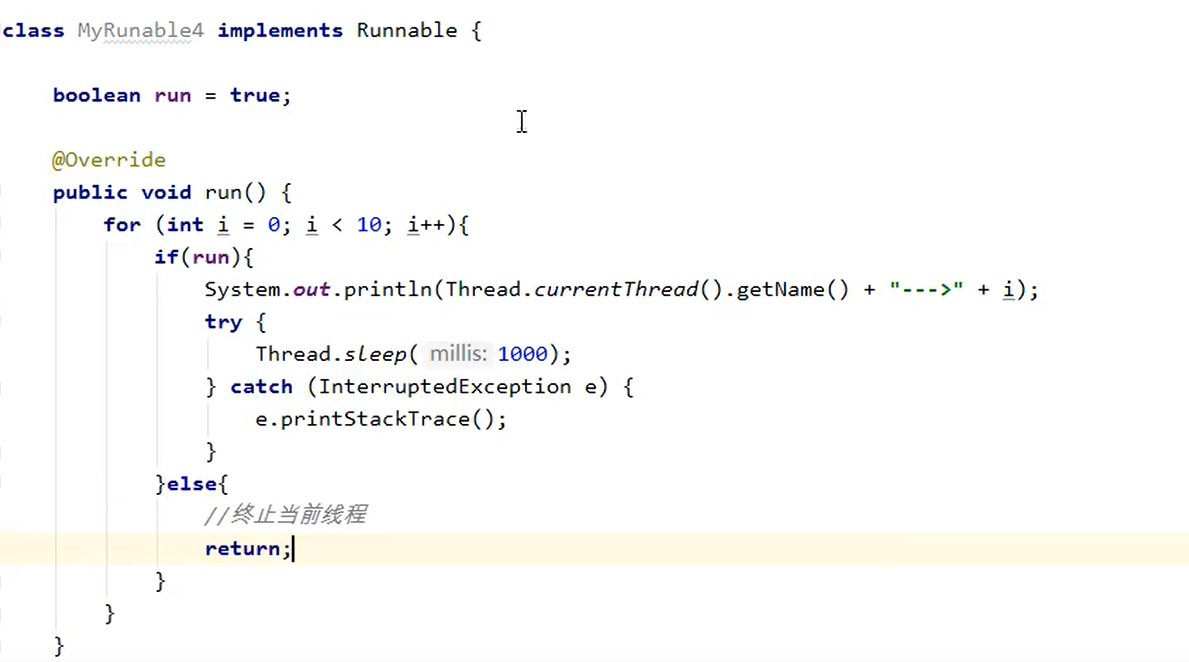 class MyRunable4 implements Runnable {
boolean run = true;
@Override
public void run() {
for (int i = 0; i < 10; i++){
if(run){
System.out.println(Thread.currentThread().getName() + "--->" + i);
try {
Thread.sleep( millis: 1000);
} catch (InterruptedException e) {
e.printStackTrace();
}
}else{
//终止当前线程
return;
}
}
}